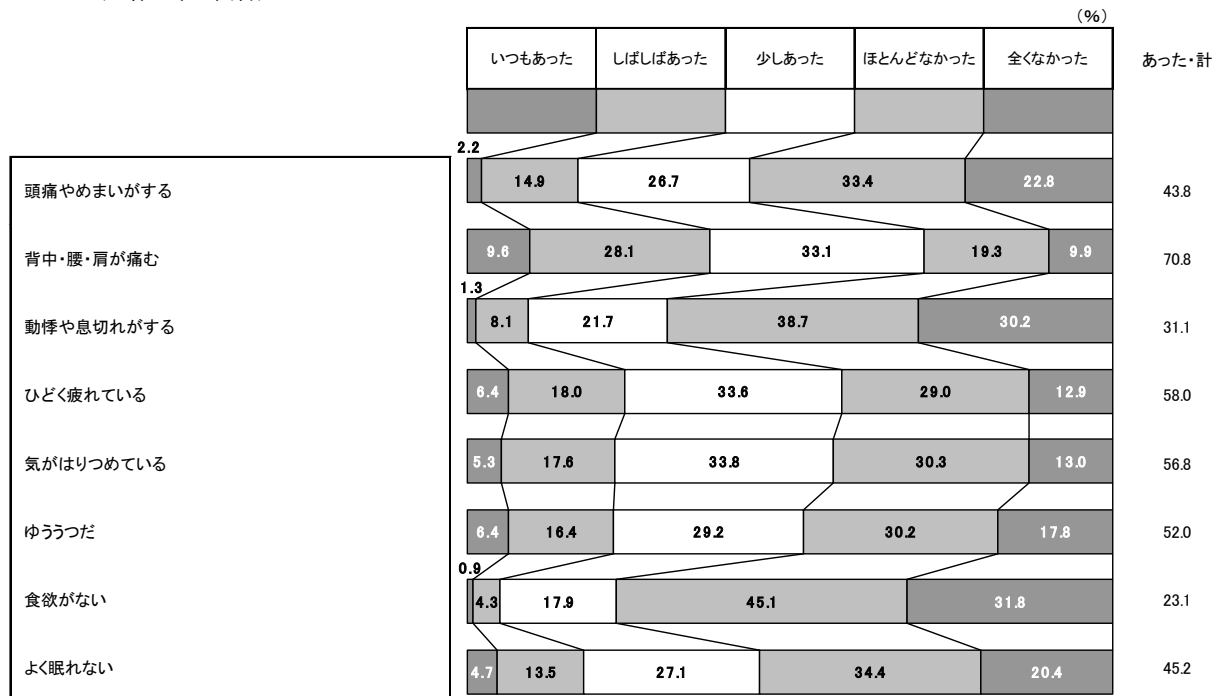 (%)
いつもあった しばしばあった 少しあった ほとんどなかった 全くなかった あった・計
2.2
頭痛やめまいがする 14.9 26.7 33.4 22.8 43.8
背中・腰・肩が痛む 9.6 28.1 33.1 19.3 9.9 70.8
1.3
動悸や息切れがする 8.1 21.7 38.7 30.2 31.1
ひどく疲れている 6.4 18.0 33.6 29.0 12.9 58.0
気がはりつめている 5.3 17.6 33.8 30.3 13.0 56.8
ゆううつだ 6.4 16.4 29.2 30.2 17.8 52.0
0.9
食欲がない 4.3 17.9 45.1 31.8 23.1
よく眠れない 4.7 13.5 27.1 34.4 20.4 45.2